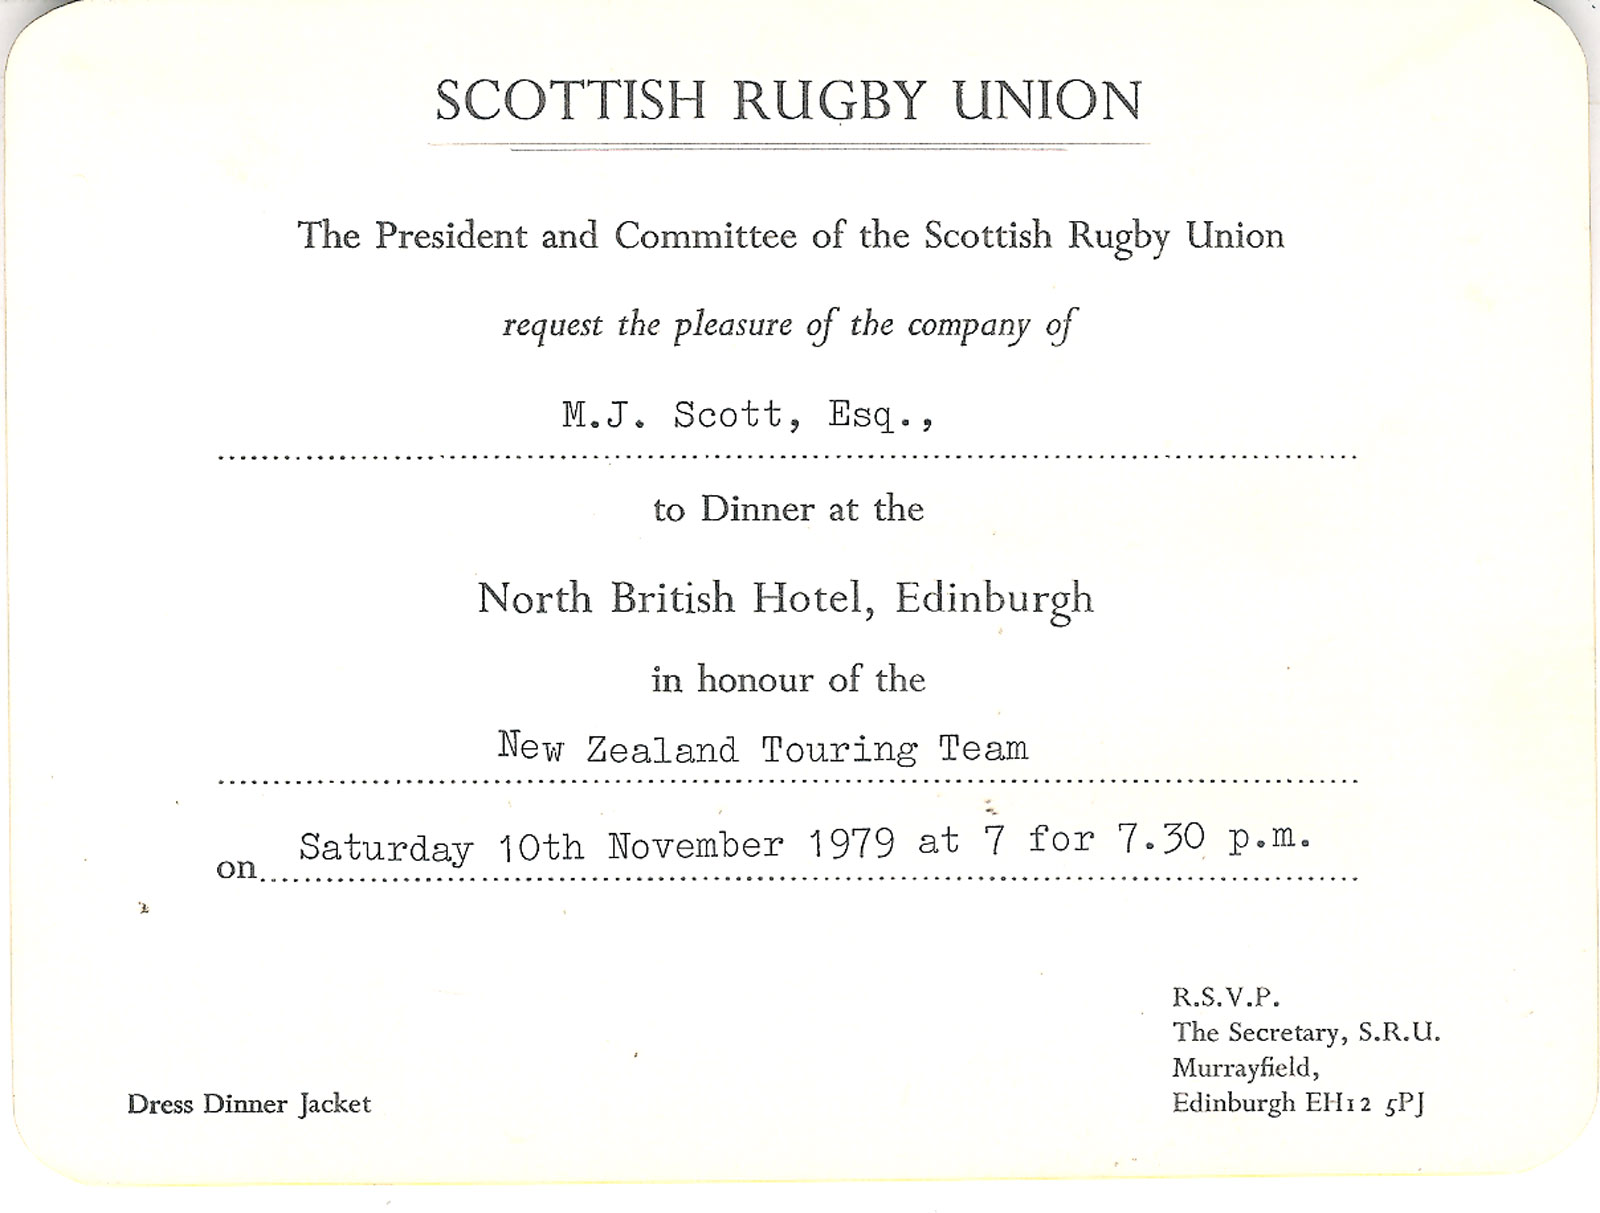 SCOTTISH RUGBY UNION
The President and Committee of the Scottish Rugby Union
request the pleasure of the company of
M.J. Scott, Esq.,
to Dinner at the
North British Hotel, Edinburgh
in honour of the
New Zealand Touring Team
on Saturday 10th November 1979 at 7 for 7.30 p.m.
R.S.V.P.
The Secretary, S.R.U.
Murrayfield,
Edinburgh EH12 5PJ
Dress Dinner Jacket